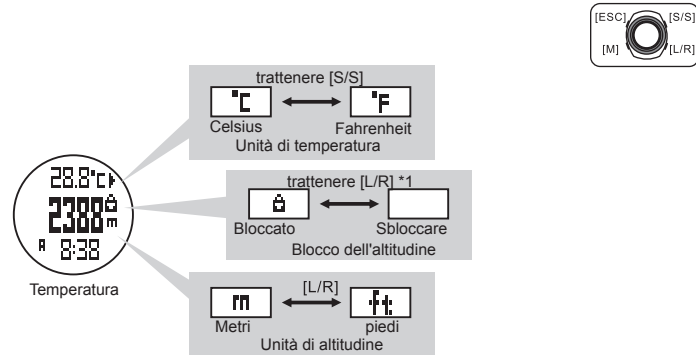 [ESC] [S/S]
[M] [L/R]
trattenere [S/S]
°C °F
Celsius Fahrenheit
Unità di temperatura
28.8°C
2388 m
A 8:38
Temperatura
trattenere [L/R] *1
Bloccato Sbloccare
Blocco dell'altitudine
[L/R]
m ft
Metri piedi
Unità di altitudine